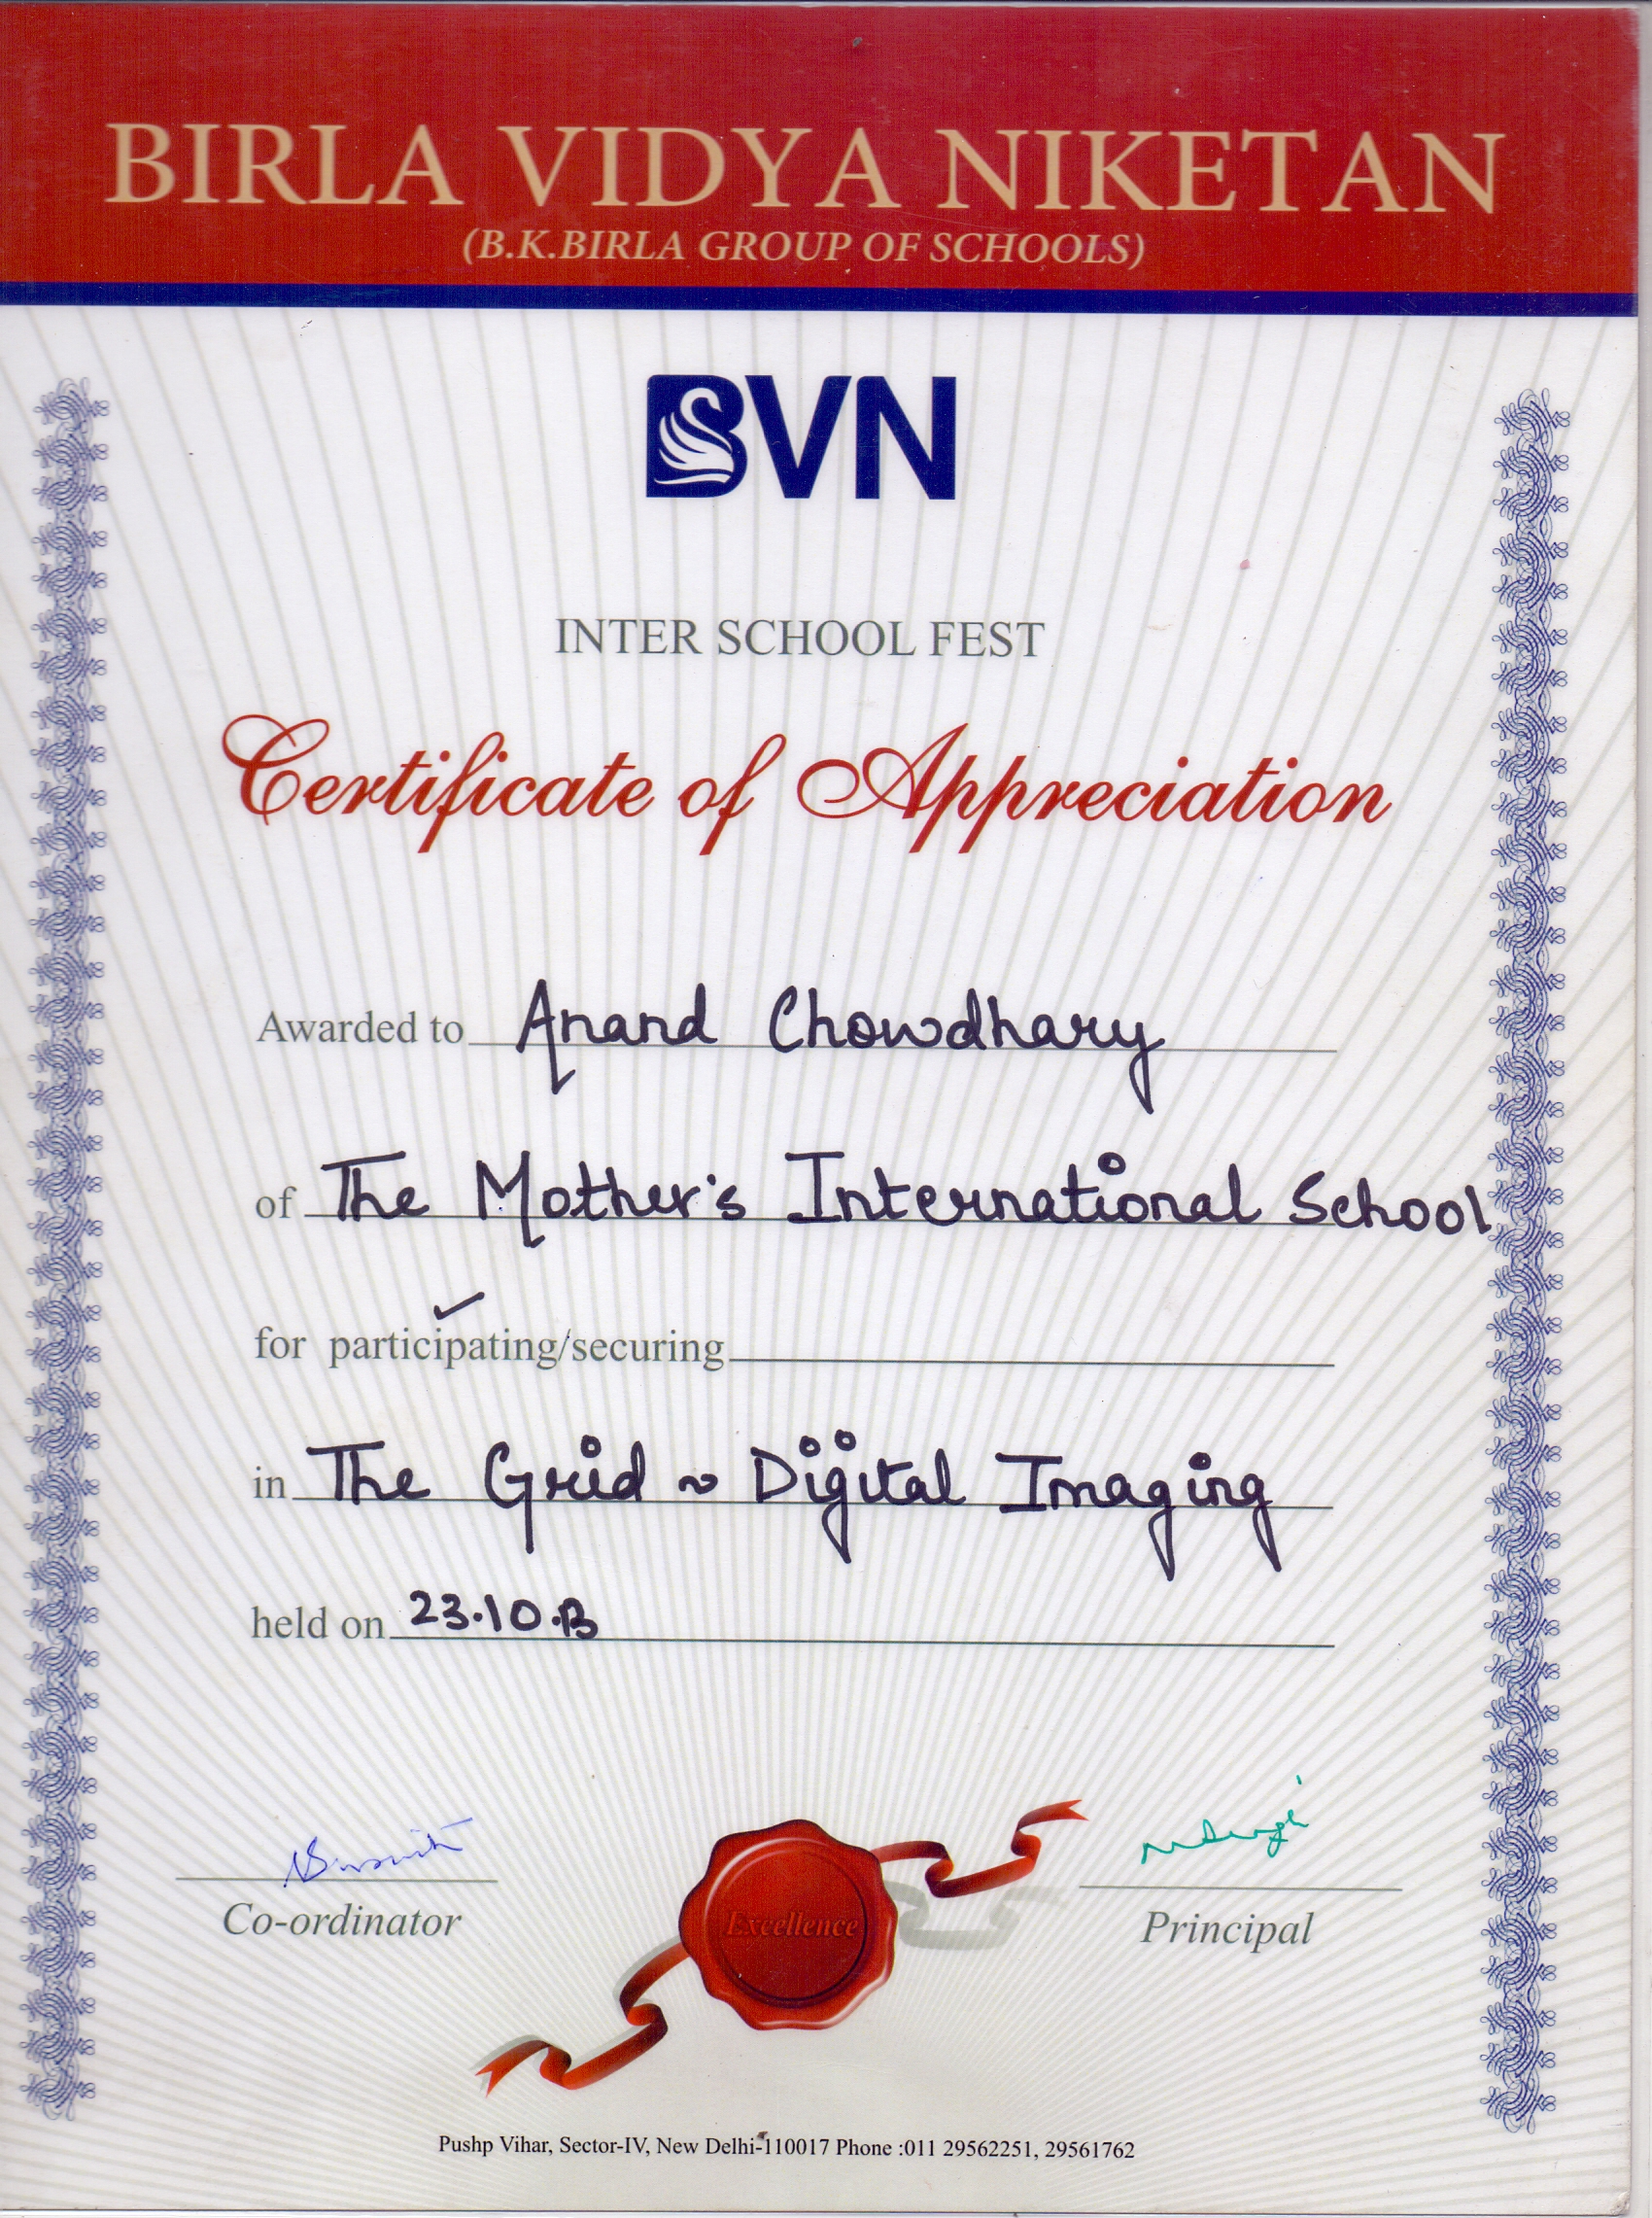 BIRLA VIDYA NIKETAN
(B.K.BIRLA GROUP OF SCHOOLS)
BVN
INTER SCHOOL FEST
Certificate of Appreciation
Awarded to Anand Chowdhary
of The Mother's International School
for participating/securing
in The Grid ~ Digital Imaging
held on 23.10.13
Co-ordinator
Excellence
Principal
Pushp Vihar, Sector-IV, New Delhi-110017 Phone :011 29562251, 29561762